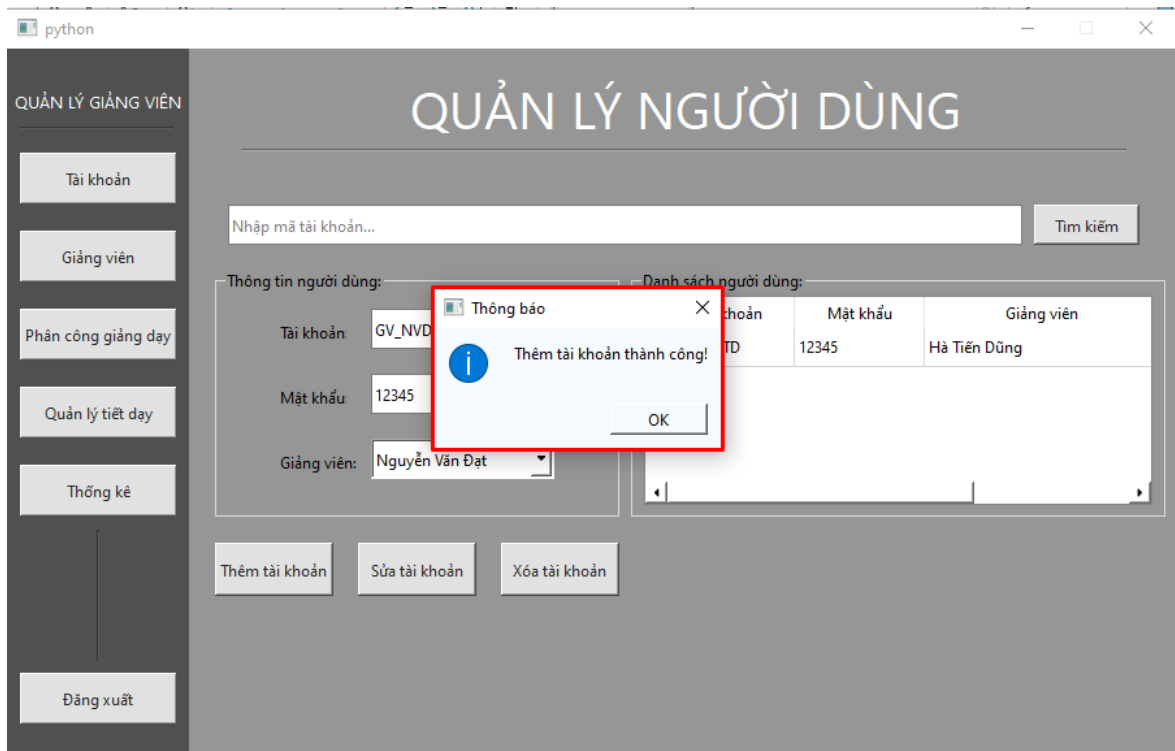 python
QUẢN LÝ GIẢNG VIÊN
Tài khoản
Giảng viên
Phân công giảng dạy
Quản lý tiết dạy
Thống kê
Đăng xuất
QUẢN LÝ NGƯỜI DÙNG
Nhập mã tài khoản...
Tìm kiếm
Thông tin người dùng:
Tài khoản:
GV_NVD
Mật khẩu:
12345
Giảng viên:
Nguyễn Văn Đạt
Thông báo
Thêm tài khoản thành công!
OK
Danh sách người dùng:
Mật khẩu Giảng viên
12345 Hà Tiến Dũng
Thêm tài khoản
Sửa tài khoản
Xóa tài khoản